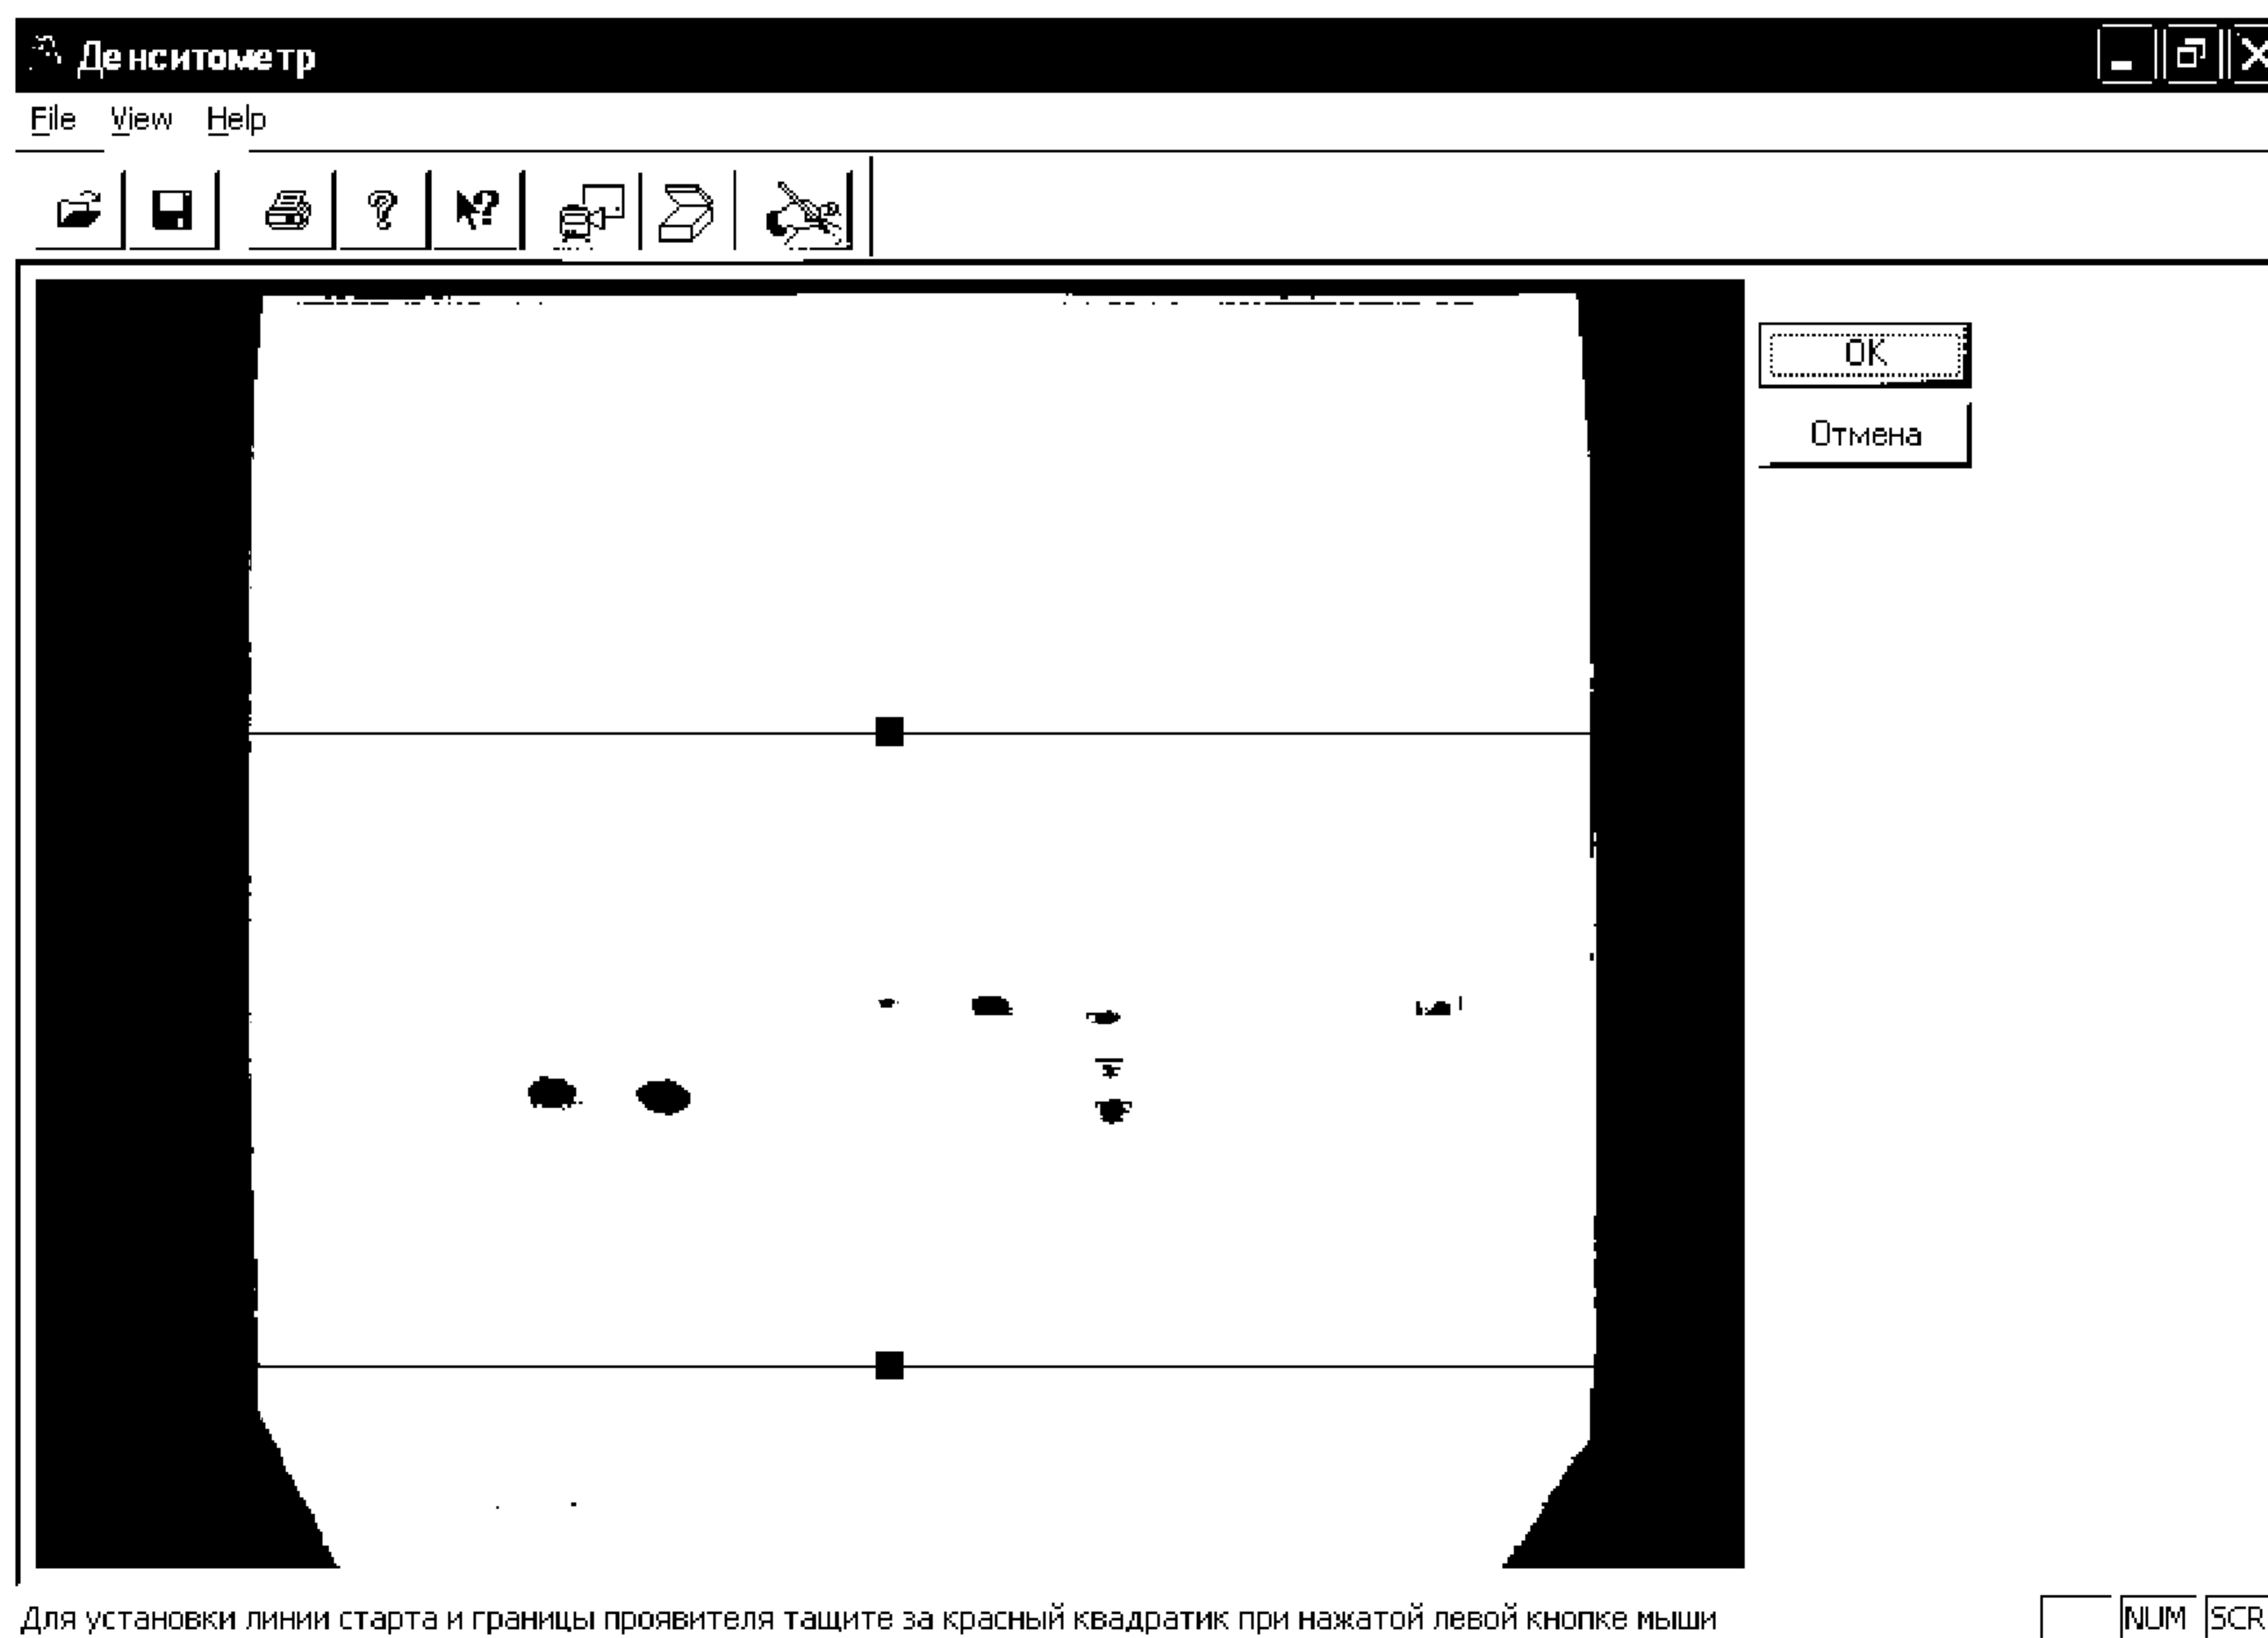 Денситометр
File View Help
OK
Отмена
Для установки линии старта и границы проявителя тащите за красный квадратик при нажатой левой кнопке мыши
NUM SCR